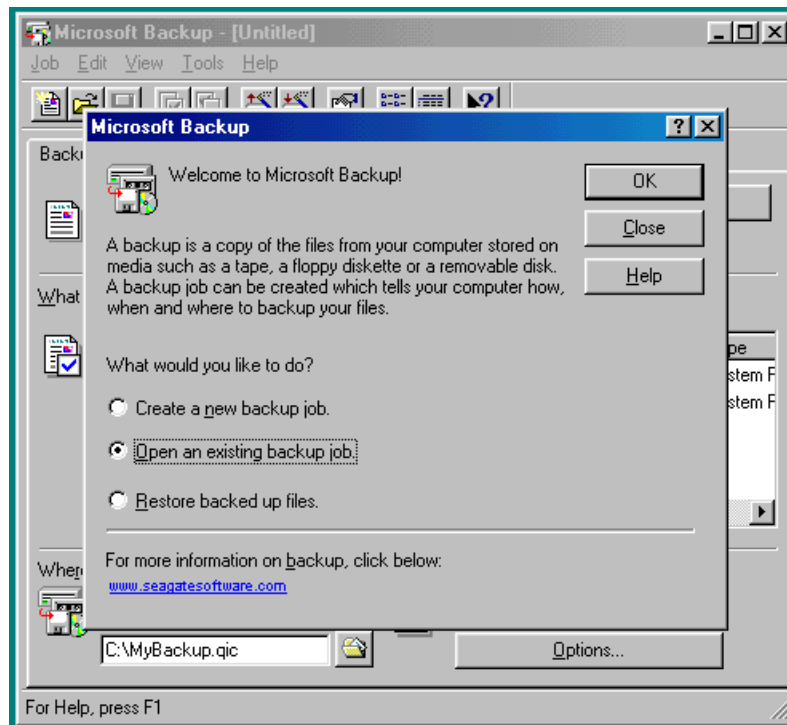 Microsoft Backup - [Untitled]
Job Edit View Tools Help
Microsoft Backup
Welcome to Microsoft Backup!
OK
Close
Help
A backup is a copy of the files from your computer stored on
media such as a tape, a floppy diskette or a removable disk.
A backup job can be created which tells your computer how,
when and where to backup your files.
What
What would you like to do?
Create a new backup job.
Open an existing backup job.
Restore backed up files.
For more information on backup, click below:
www.seagatesoftware.com
C:\MyBackup.qic
Options...
For Help, press F1